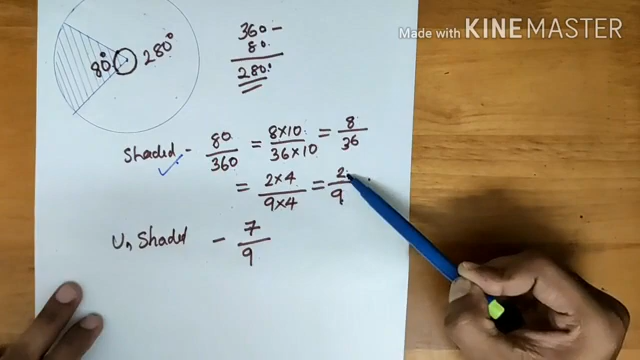 Made with KINEMASTER
80° 280°
360 -
80
280°
Shaded - 80/360 = 8×10/36×10 = 8/36
= 2×4/9×4 = 2/9
Un Shaded - 7/9